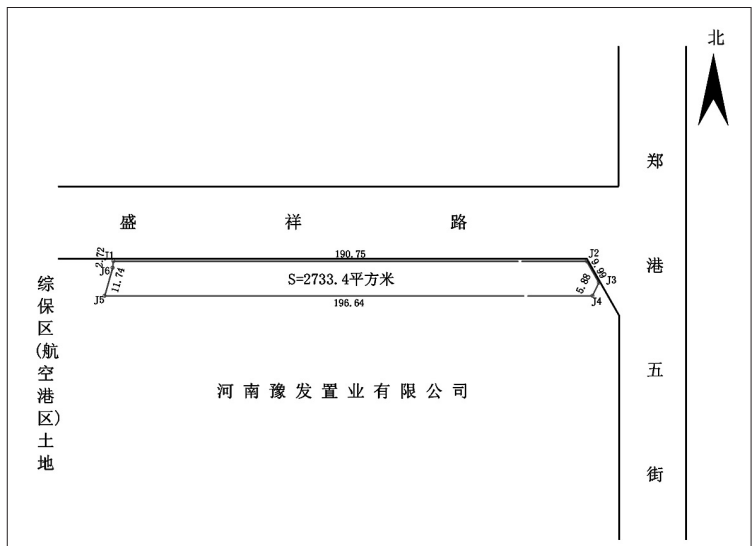 北
郑港五街
盛祥路
J1
190.75
J2
2.72
J6
11.74
S=2733.4平方米
9.99
J3
5.88
J4
J5
196.64
综保区(航空港区)土地
河南豫发置业有限公司